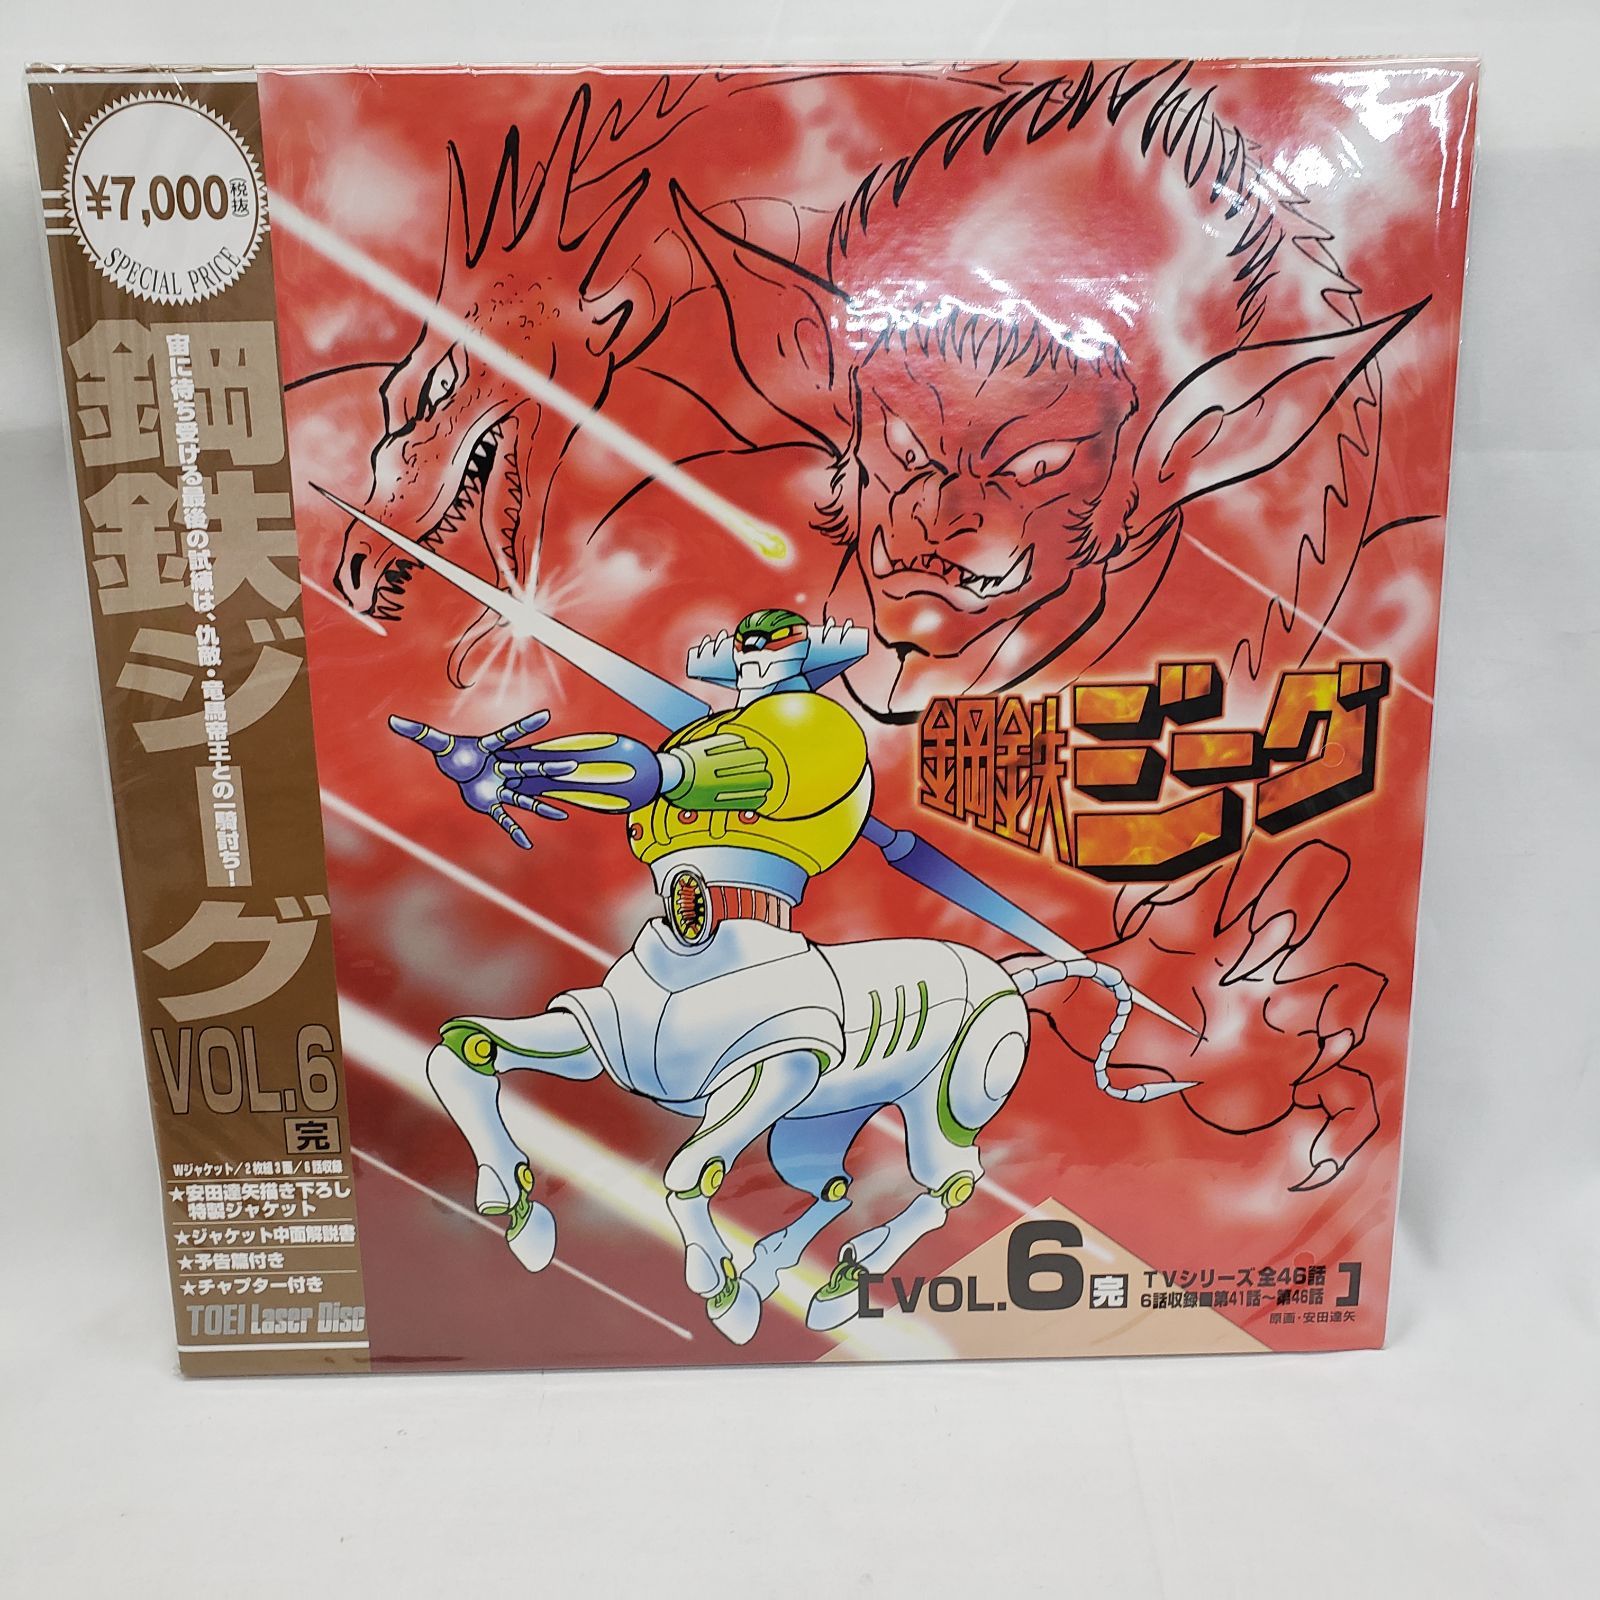 ¥7,000(税抜)
SPECIAL PRICE
鋼鉄ジーグ
宙に待ち受ける最後の試練は、仇敵・竜馬帝王との一騎討ち!
VOL.6
完
Wジャケット/2枚組3面/6話収録
★安田達矢描き下ろし
特製ジャケット
★ジャケット中面解説書
★予告篇付き
★チャプター付き
TOEI Laser Disc
鋼鉄ジーグ
[VOL.6 完 TVシリーズ全46話
6話収録■第41話~第46話]
原画・安田達矢